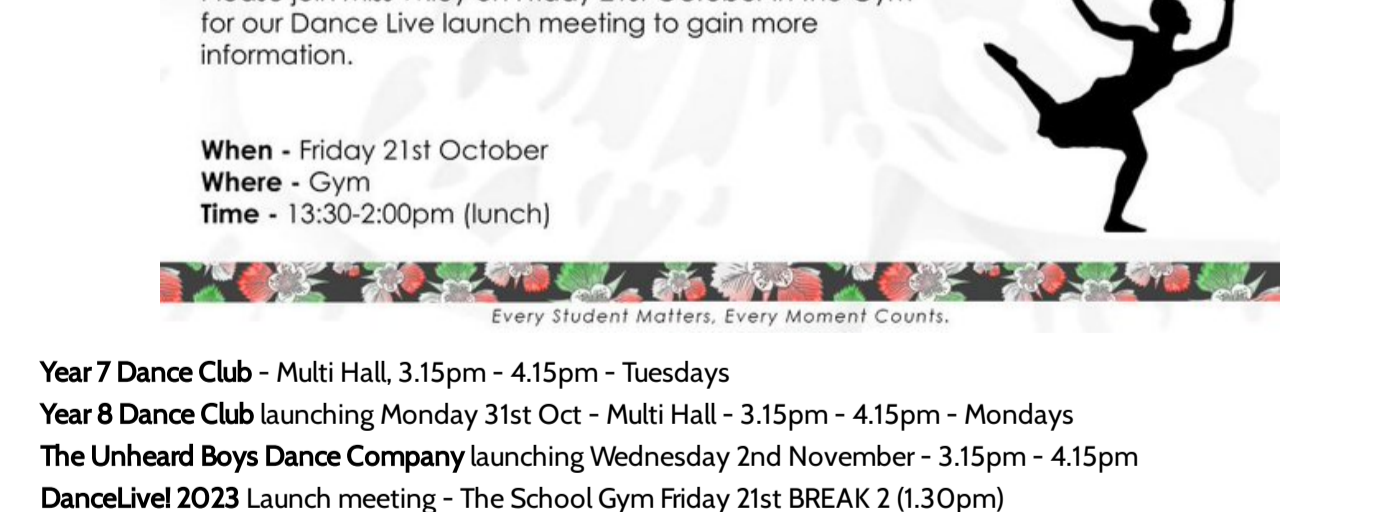 for our Dance Live launch meeting to gain more
information.
When - Friday 21st October
Where - Gym
Time - 13:30-2:00pm (lunch)
Every Student Matters, Every Moment Counts.
Year 7 Dance Club - Multi Hall, 3.15pm - 4.15pm - Tuesdays
Year 8 Dance Club launching Monday 31st Oct - Multi Hall - 3.15pm - 4.15pm - Mondays
The Unheard Boys Dance Company launching Wednesday 2nd November - 3.15pm - 4.15pm
DanceLive! 2023 Launch meeting - The School Gym Friday 21st BREAK 2 (1.30pm)